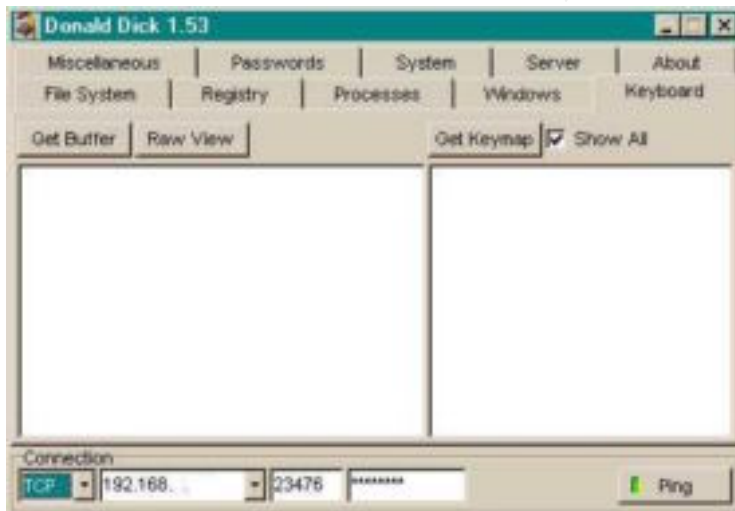 Donald Dick 1.53
Miscellaneous Passwords System Server About
File System Registry Processes Windows Keyboard
Get Buffer Raw View Get Keymap Show All
Connection
TCP 192.168. 23476 ******** Ping